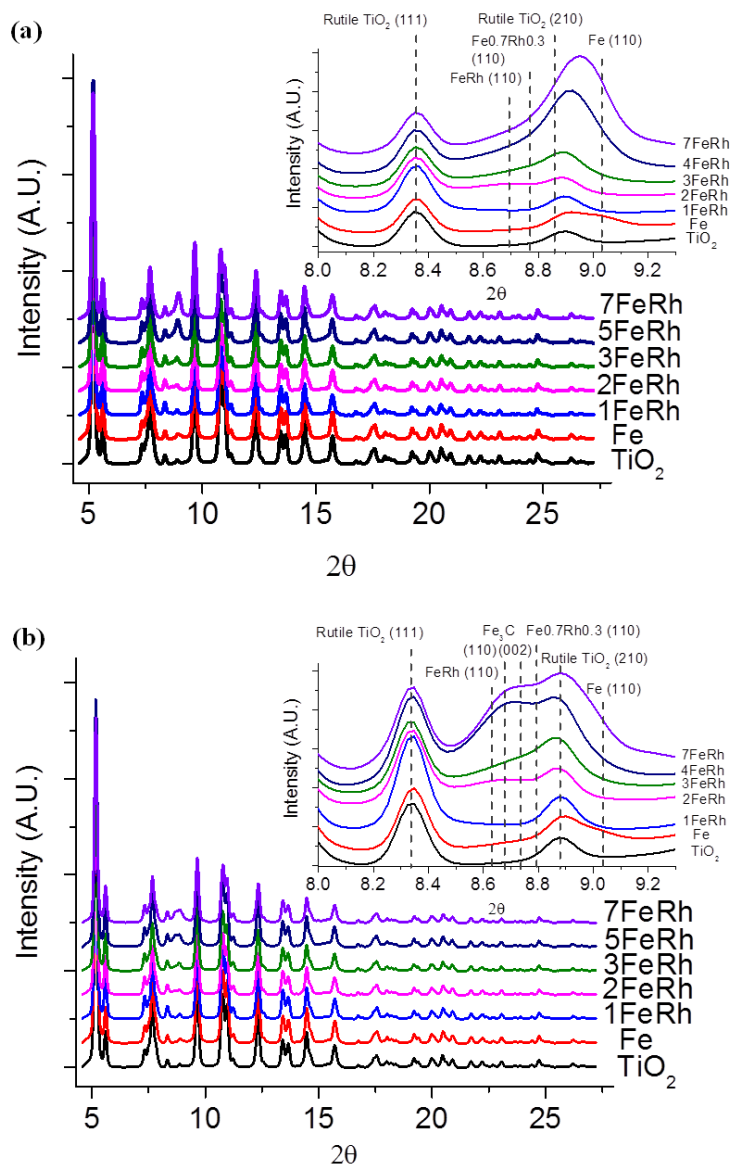 (a)
Rutile TiO₂ (111)
Rutile TiO₂ (210)
Fe0.7Rh0.3
(110)
Fe (110)
FeRh (110)
Intensity (A.U.)
7FeRh
4FeRh
3FeRh
2FeRh
1FeRh
Fe
TiO₂
8.0 8.2 8.4 8.6 8.8 9.0 9.2
2θ
Intensity (A.U.)
7FeRh
5FeRh
3FeRh
2FeRh
1FeRh
Fe
TiO₂
5 10 15 20 25
2θ
(b)
Rutile TiO₂ (111)
Fe₃C
Fe0.7Rh0.3 (110)
(110) (002)
FeRh (110)
Rutile TiO₂ (210)
Fe (110)
Intensity (A.U.)
7FeRh
4FeRh
3FeRh
2FeRh
1FeRh
Fe
TiO₂
8.0 8.2 8.4 8.6 8.8 9.0 9.2
2θ
Intensity (A.U.)
7FeRh
5FeRh
3FeRh
2FeRh
1FeRh
Fe
TiO₂
5 10 15 20 25
2θ